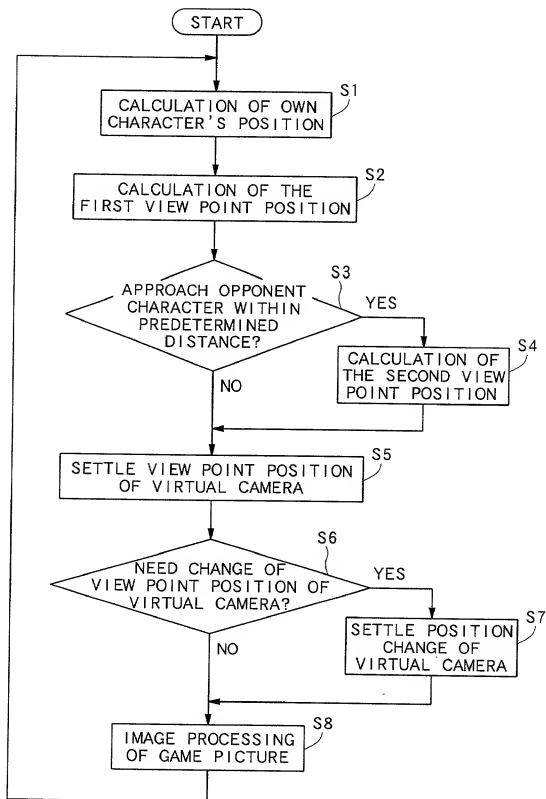 START
S1
CALCULATION OF OWN
CHARACTER'S POSITION
S2
CALCULATION OF THE
FIRST VIEW POINT POSITION
S3
APPROACH OPPONENT
CHARACTER WITHIN
PREDETERMINED
DISTANCE?
YES
S4
CALCULATION OF
THE SECOND VIEW
POINT POSITION
NO
S5
SETTLE VIEW POINT POSITION
OF VIRTUAL CAMERA
S6
NEED CHANGE OF
VIEW POINT POSITION OF
VIRTUAL CAMERA?
YES
S7
SETTLE POSITION
CHANGE OF
VIRTUAL CAMERA
NO
S8
IMAGE PROCESSING
OF GAME PICTURE